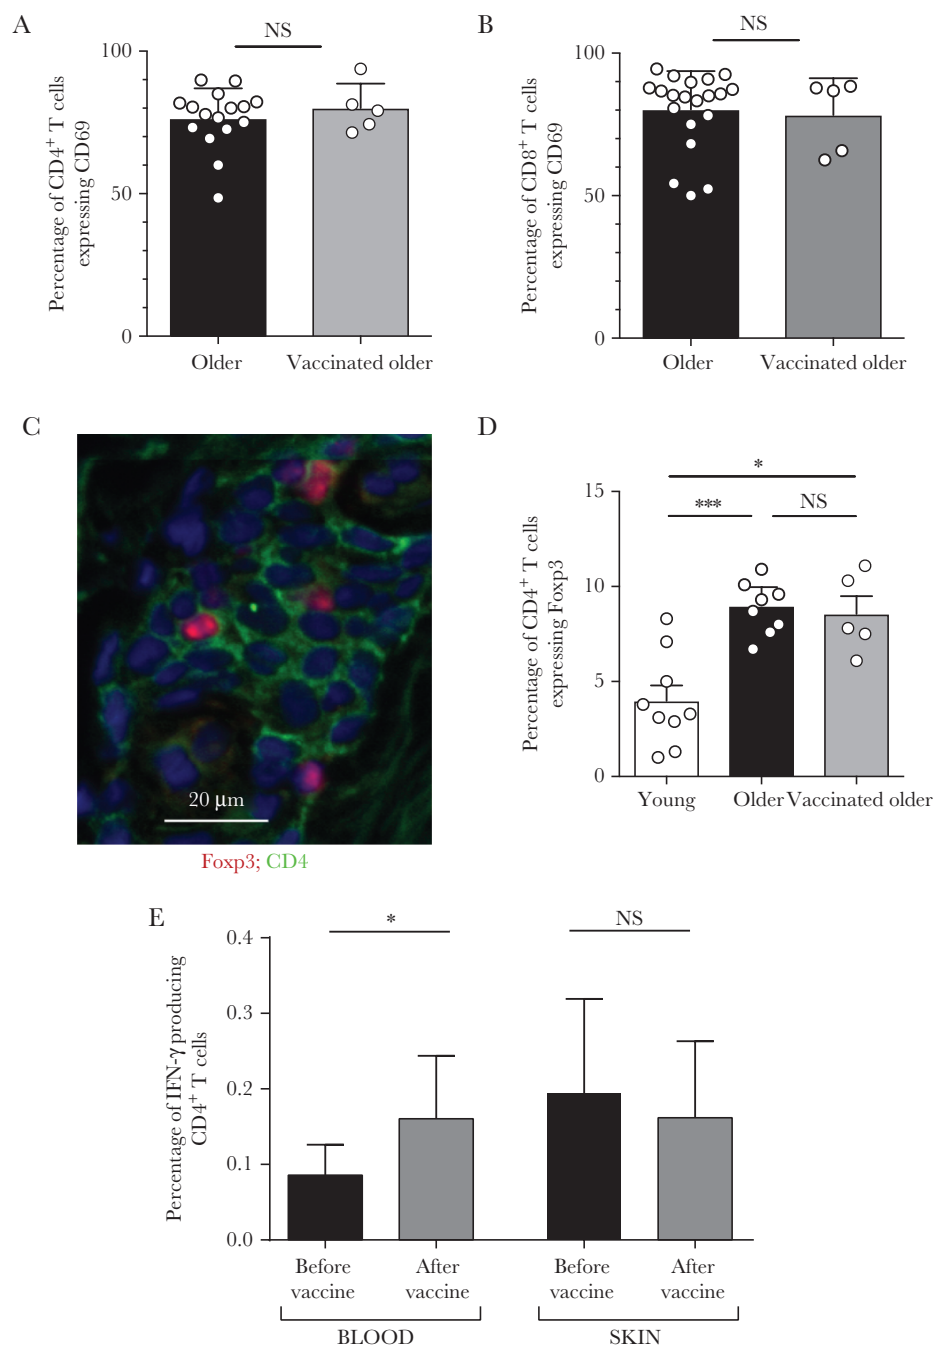 A
NS
Percentage of CD4+ T cells
expressing CD69
100
50
0
Older
Vaccinated older
B
NS
Percentage of CD8+ T cells
expressing CD69
100
50
0
Older
Vaccinated older
C
20 μm
Foxp3; CD4
D
*
***
NS
Percentage of CD4+ T cells
expressing Foxp3
15
10
5
0
Young
Older
Vaccinated older
E
*
NS
Percentage of IFN-γ producing
CD4+ T cells
0.4
0.3
0.2
0.1
0.0
Before
vaccine
After
vaccine
Before
vaccine
After
vaccine
BLOOD
SKIN